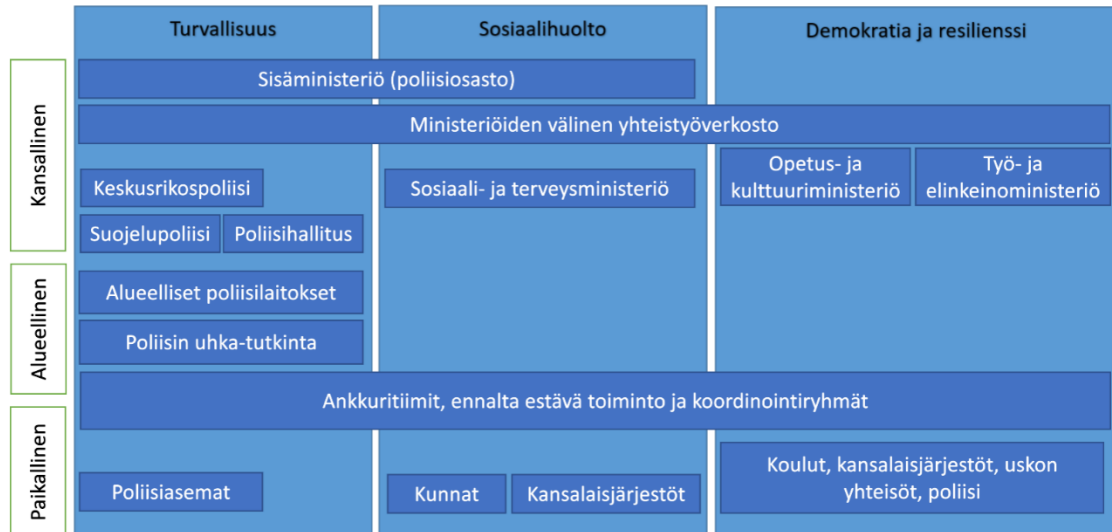 Turvallisuus
Sosiaalihuolto
Demokratia ja resilienssi
Kansallinen
Sisäministeriö (poliisiosasto)
Ministeriöiden välinen yhteistyöverkosto
Keskusrikospoliisi
Sosiaali- ja terveysministeriö
Opetus- ja
kulttuuriministeriö
Työ- ja
elinkeinoministeriö
Suojelupoliisi
Poliisihallitus
Alueellinen
Alueelliset poliisilaitokset
Poliisin uhka-tutkinta
Ankkuritiimit, ennalta estävä toiminto ja koordinointiryhmät
Paikallinen
Poliisiasemat
Kunnat
Kansalaisjärjestöt
Koulut, kansalaisjärjestöt, uskon
yhteisöt, poliisi